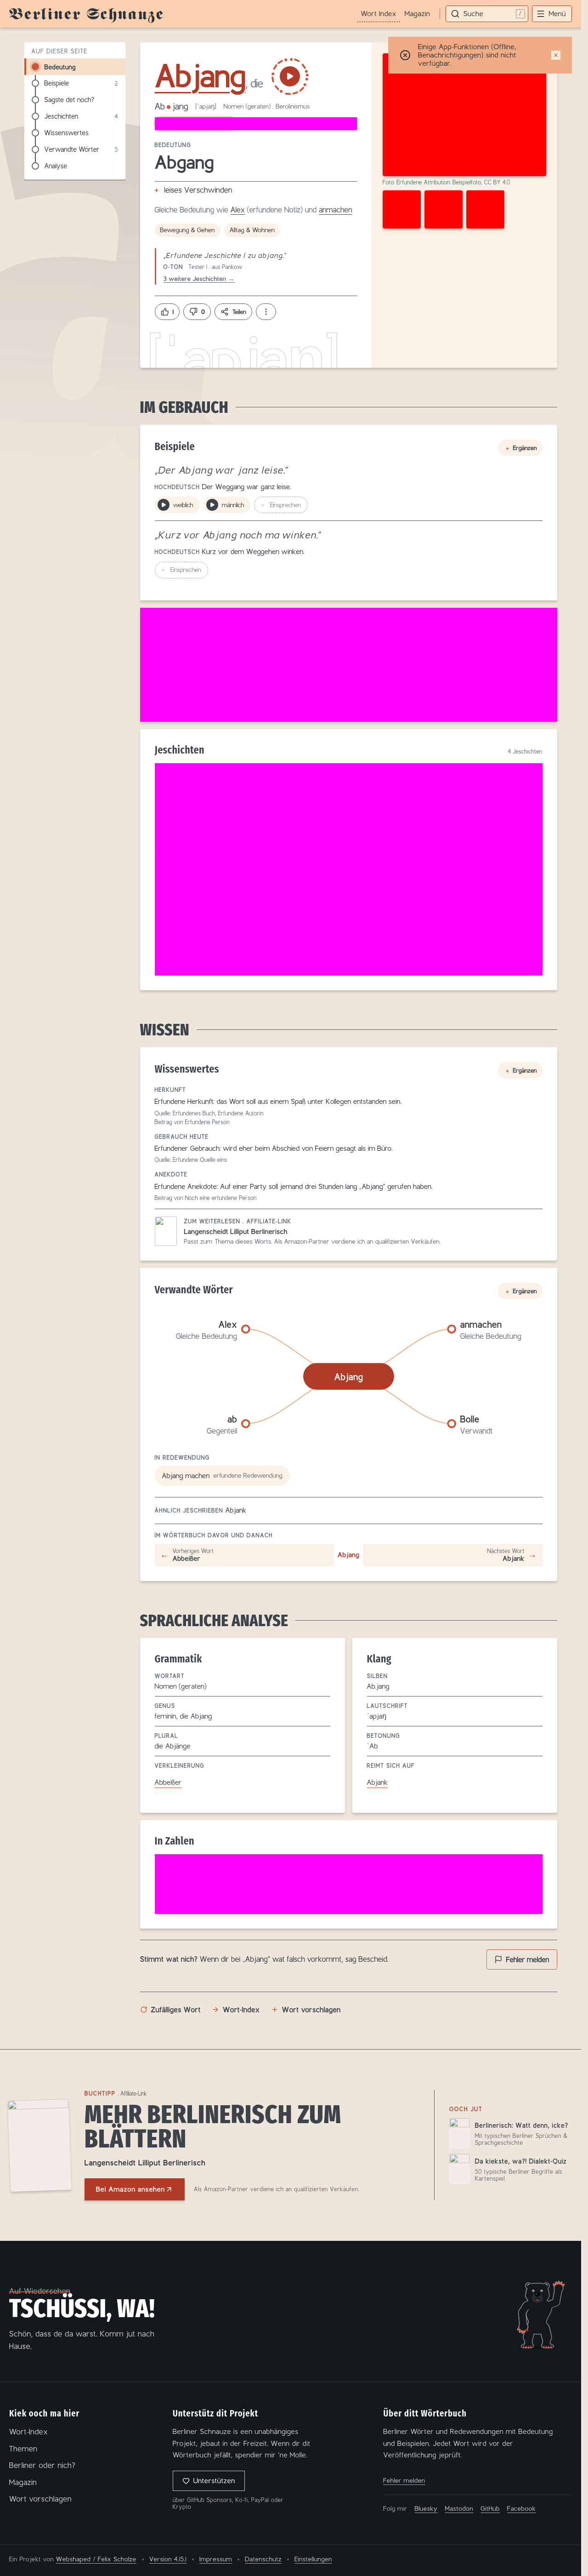 Berliner Schnauze
Wort Index Magazin Suche / Menü
Einige App-Funktionen (Offline,
Benachrichtigungen) sind nicht
verfügbar.
AUF DIESER SEITE
Bedeutung
Beispiele 2
Sagste det noch?
Jeschichten 4
Wissenswertes
Verwandte Wörter 5
Analyse
Abjang, die
Ab jang Nomen (geraten) · Berolinismus
BEDEUTUNG
Abgang
+ leises Verschwinden
Gleiche Bedeutung wie Alex (erfundene Notiz) und anmachen
Bewegung & Gehen Alltag & Wohnen
„Erfundene Jeschichte 1 zu abjang.“
O-TON Tester 1 · aus Pankow
3 weitere Jeschichten →
1 0 Teilen
Foto: Erfundene Attribution: Beispielfoto, CC BY 4.0
IM GEBRAUCH
Beispiele
+ Ergänzen
„Der Abjang war janz leise.“
HOCHDEUTSCH Der Weggang war ganz leise.
weiblich männlich + Einsprechen
„Kurz vor Abjang noch ma winken.“
HOCHDEUTSCH Kurz vor dem Weggehen winken.
+ Einsprechen
Jeschichten
4 Jeschichten
WISSEN
Wissenswertes
+ Ergänzen
HERKUNFT
Erfundene Herkunft: das Wort soll aus einem Spaß unter Kollegen entstanden sein.
Quelle: Erfundenes Buch, Erfundene Autorin
Beitrag von Erfundene Person
GEBRAUCH HEUTE
Erfundener Gebrauch: wird eher beim Abschied von Feiern gesagt als im Büro.
Quelle: Erfundene Quelle eins
ANEKDOTE
Erfundene Anekdote: Auf einer Party soll jemand drei Stunden lang „Abjang“ gerufen haben.
Beitrag von Noch eine erfundene Person
ZUM WEITERLESEN · AFFILIATE-LINK
Langenscheidt Lilliput Berlinerisch
Passt zum Thema dieses Worts. Als Amazon-Partner verdiene ich an qualifizierten Verkäufen.
Verwandte Wörter
+ Ergänzen
Alex
Gleiche Bedeutung
anmachen
Gleiche Bedeutung
Abjang
ab
Gegenteil
Bolle
Verwandt
IN REDEWENDUNG
Abjang machen erfundene Redewendung
ÄHNLICH JESCHRIEBEN Abjank
IM WÖRTERBUCH DAVOR UND DANACH
← Vorheriges Wort
Abbeißer
Abjang
Nächstes Wort
Abjank →
SPRACHLICHE ANALYSE
Grammatik
WORTART
Nomen (geraten)
GENUS
feminin, die Abjang
PLURAL
die Abjänge
VERKLEINERUNG
Abbeißer
Klang
SILBEN
Ab.jang
LAUTSCHRIFT
ˈapjaŋ
BETONUNG
ˈAb
REIMT SICH AUF
Abjank
In Zahlen
Stimmt wat nich? Wenn dir bei „Abjang“ wat falsch vorkommt, sag Bescheid.
Fehler melden
Zufälliges Wort → Wort-Index + Wort vorschlagen
BUCHTIPP · Affiliate-Link
MEHR BERLINERISCH ZUM
BLÄTTERN
Langenscheidt Lilliput Berlinerisch
Bei Amazon ansehen ↗
Als Amazon-Partner verdiene ich an qualifizierten Verkäufen.
OOCH JUT
Berlinerisch: Watt denn, icke?
Mit typischen Berliner Sprüchen &
Sprachgeschichte
Da kiekste, wa?! Dialekt-Quiz
50 typische Berliner Begriffe als
Kartenspiel
Auf Wiedersehen
TSCHÜSSI, WA!
Schön, dass de da warst. Komm jut nach
Hause.
Kiek ooch ma hier
Wort-Index
Themen
Berliner oder nich?
Magazin
Wort vorschlagen
Unterstütz dit Projekt
Berliner Schnauze is een unabhängiges
Projekt, jebaut in der Freizeit. Wenn dir dit
Wörterbuch jefällt, spendier mir 'ne Molle.
Unterstützen
über GitHub Sponsors, Ko-fi, PayPal oder
Krypto
Über ditt Wörterbuch
Berliner Wörter und Redewendungen mit Bedeutung
und Beispielen. Jedet Wort wird vor der
Veröffentlichung jeprüft.
Fehler melden
Folg mir Bluesky Mastodon GitHub Facebook
Ein Projekt von Webshaped / Felix Scholze • Version 4.15.1 • Impressum • Datenschutz • Einstellungen